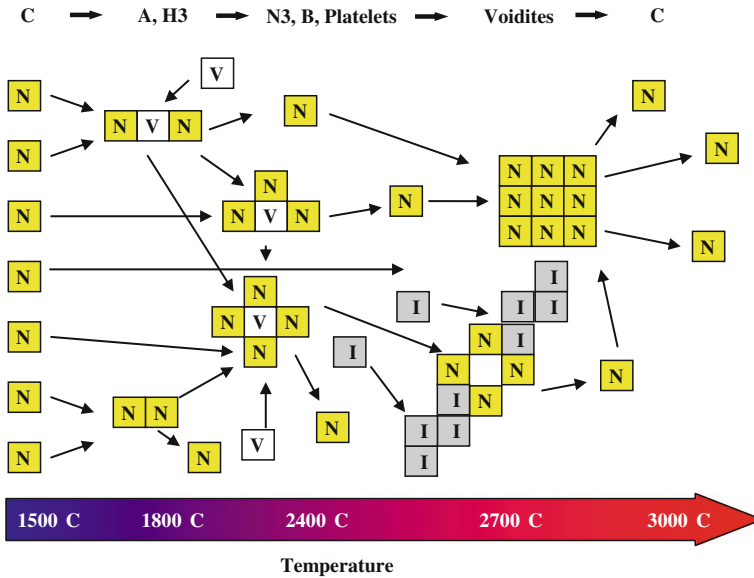 C A, H3 N3, B, Platelets Voidites C
V
N N
N
N V N
N
N
N N N
N
N N N N
N N V N
N N N
N
N I
N
I I I
N V N
N N I
N I
N N
N
N I N
N N
N I I
V
N N I
1500 C 1800 C 2400 C 2700 C 3000 C
Temperature